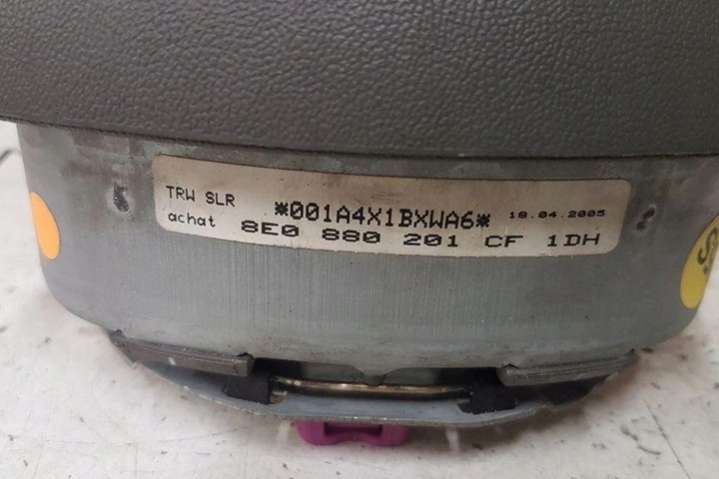 TRW SLR *001A4X1BXWA6* 18.04.2005
achat 8E0 880 201 CF 1DH
S